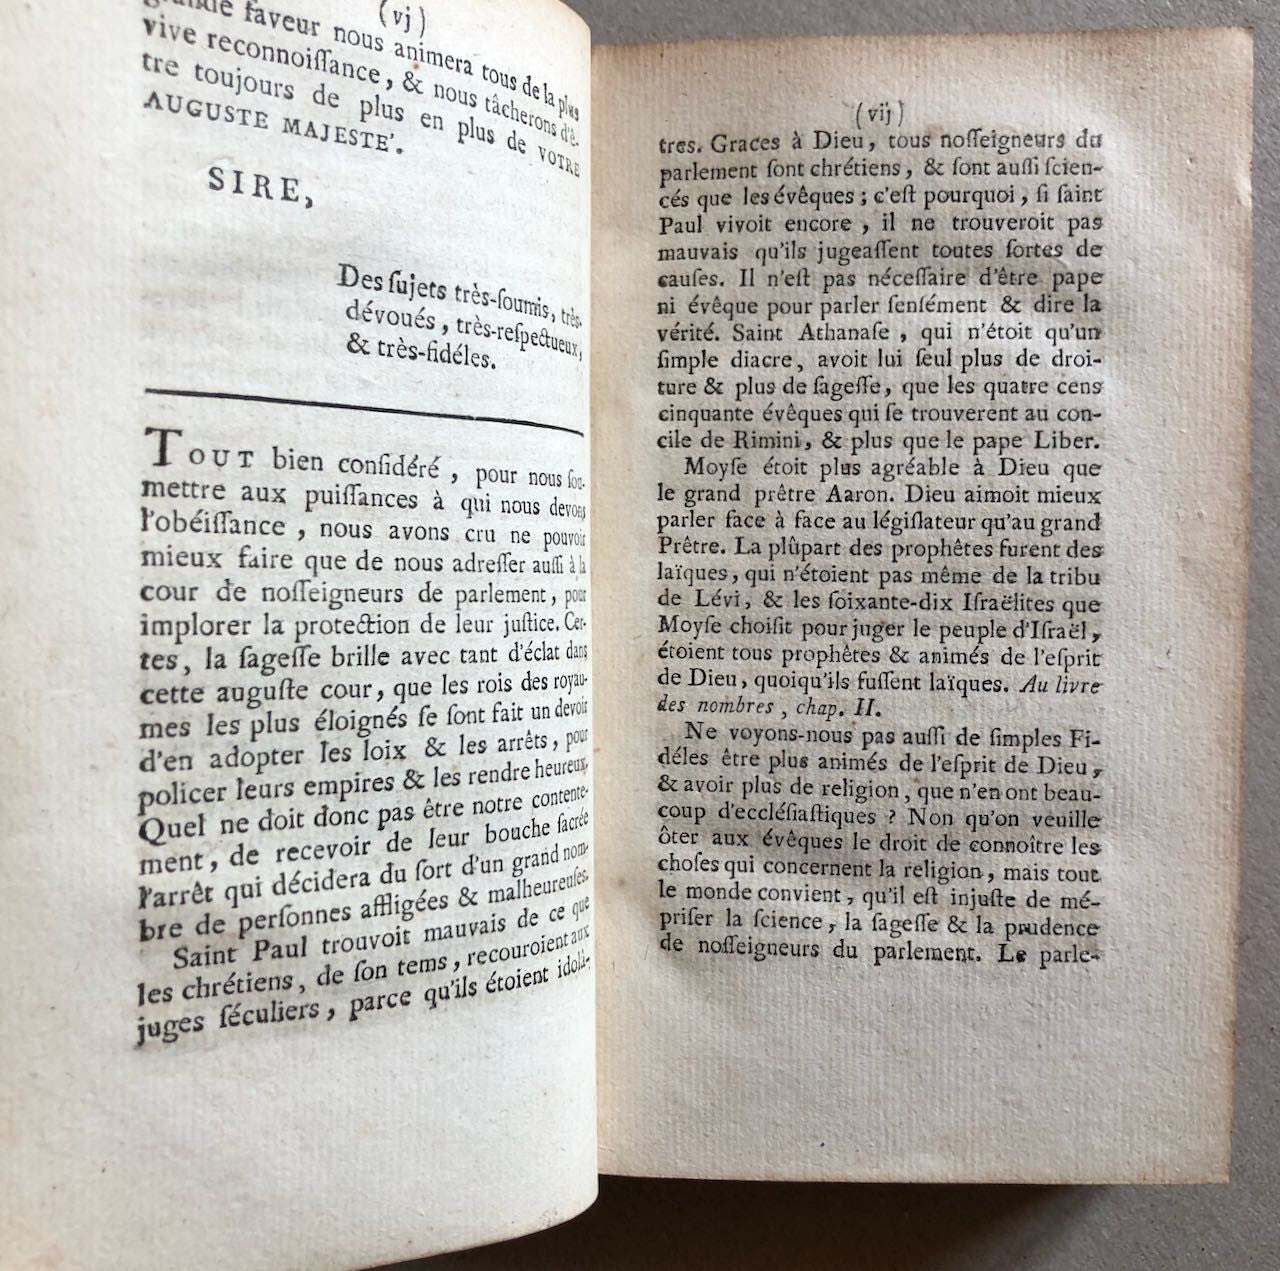 (vj)
grande faveur nous animera tous de la plus
vive reconnoiſſance, & nous tâcherons d'ê-
tre toujours de plus en plus de VOTRE
AUGUSTE MAJESTE'.
SIRE,
Des ſujets très-ſoumis, très-
dévoués, très-reſpectueux,
& très-fidéles.
TOUT bien conſidéré, pour nous ſou-
mettre aux puiſſances à qui nous devons
l'obéiſſance, nous avons cru ne pouvoir
mieux faire que de nous adreſſer auſſi à la
cour de noſſeigneurs de parlement, pour
implorer la protection de leur juſtice. Cer-
tes, la ſageſſe brille avec tant d'éclat dans
cette auguſte cour, que les rois des royau-
mes les plus éloignés ſe ſont fait un devoir
d'en adopter les loix & les arrêts, pour
policer leurs empires & les rendre heureux.
Quel ne doit donc pas être notre contente-
ment, de recevoir de leur bouche ſacrée
l'arrêt qui décidera du ſort d'un grand nom-
bre de perſonnes affligées & malheureuſes.
Saint Paul trouvoit mauvais de ce que
les chrétiens, de ſon tems, recouroient aux
juges ſéculiers, parce qu'ils étoient idolâ-
(vij)
tres. Graces à Dieu, tous noſſeigneurs du
parlement ſont chrétiens, & ſont auſſi ſcien-
cés que les évêques; c'eſt pourquoi, ſi ſaint
Paul vivoit encore, il ne trouveroit pas
mauvais qu'ils jugeaſſent toutes ſortes de
cauſes. Il n'eſt pas néceſſaire d'être pape
ni évêque pour parler ſenſément & dire la
vérité. Saint Athanaſe, qui n'étoit qu'un
ſimple diacre, avoit lui ſeul plus de droi-
ture & plus de ſageſſe, que les quatre cens
cinquante évêques qui ſe trouverent au con-
cile de Rimini, & plus que le pape Liber.
Moyſe étoit plus agréable à Dieu que
le grand prêtre Aaron. Dieu aimoit mieux
parler face à face au légiſlateur qu'au grand
Prêtre. La plûpart des prophêtes furent des
laïques, qui n'étoient pas même de la tribu
de Lévi, & les ſoixante-dix Iſraëlites que
Moyſe choiſit pour juger le peuple d'Iſraël,
étoient tous prophêtes & animés de l'eſprit
de Dieu, quoiqu'ils fuſſent laïques. Au livre
des nombres, chap. II.
Ne voyons-nous pas auſſi de ſimples Fi-
déles être plus animés de l'eſprit de Dieu,
& avoir plus de religion, que n'en ont beau-
coup d'eccléſiaſtiques ? Non qu'on veuille
ôter aux évêques le droit de connoître les
choſes qui concernent la religion, mais tout
le monde convient, qu'il eſt injuſte de mé-
priſer la ſcience, la ſageſſe & la prudence
de noſſeigneurs du parlement. Le parle-